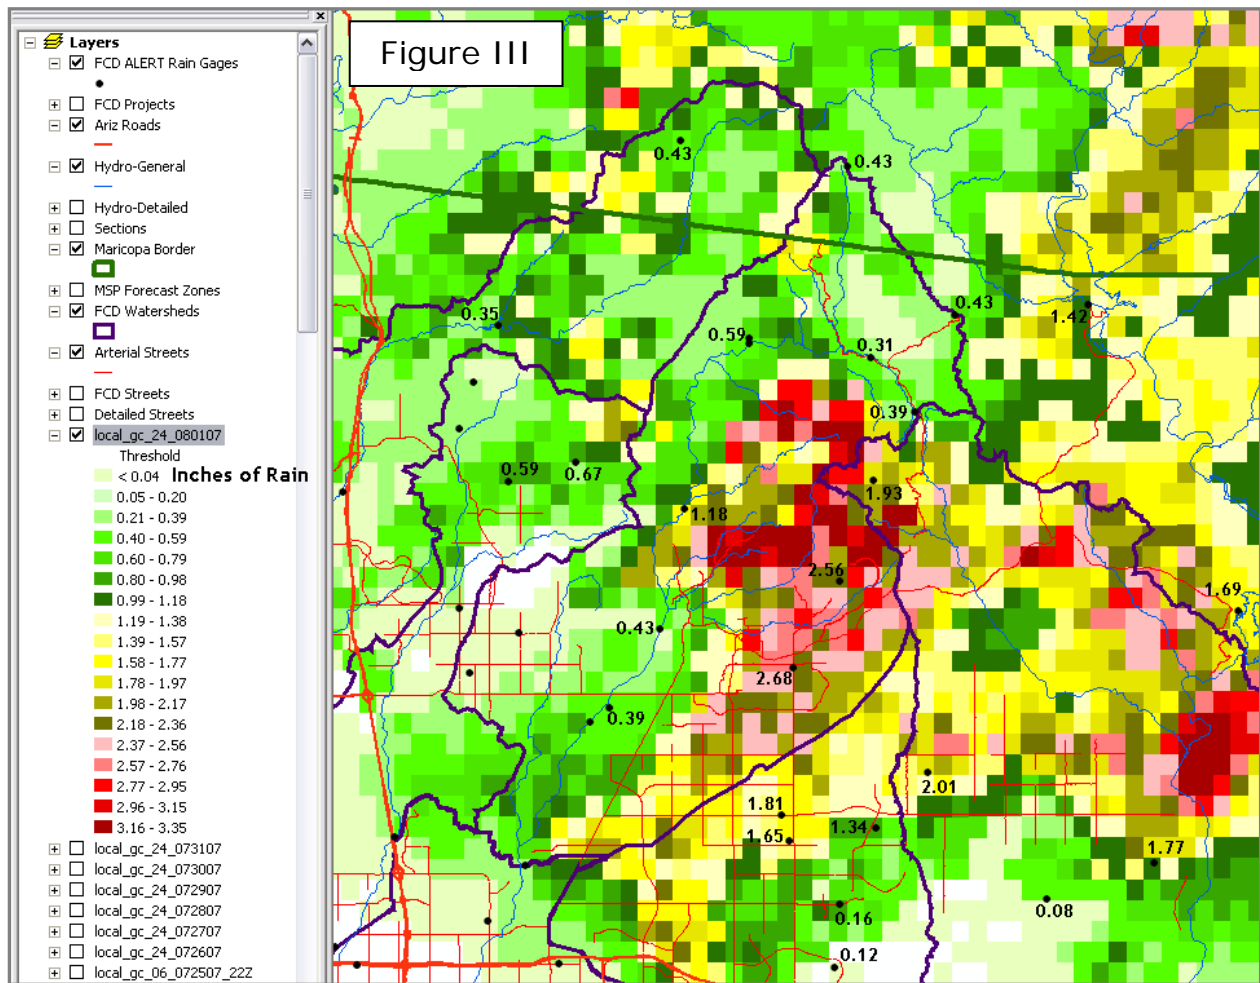 Layers
FCD ALERT Rain Gages
FCD Projects
Ariz Roads
Hydro-General
Hydro-Detailed
Sections
Maricopa Border
MSP Forecast Zones
FCD Watersheds
Arterial Streets
FCD Streets
Detailed Streets
local_gc_24_080107
Threshold
< 0.04 Inches of Rain
0.05 - 0.20
0.21 - 0.39
0.40 - 0.59
0.60 - 0.79
0.80 - 0.98
0.99 - 1.18
1.19 - 1.38
1.39 - 1.57
1.58 - 1.77
1.78 - 1.97
1.98 - 2.17
2.18 - 2.36
2.37 - 2.56
2.57 - 2.76
2.77 - 2.95
2.96 - 3.15
3.16 - 3.35
local_gc_24_073107
local_gc_24_073007
local_gc_24_072907
local_gc_24_072807
local_gc_24_072707
local_gc_24_072607
local_gc_06_072507_22Z
Figure III
0.43
0.43
0.35
0.43
1.42
0.59
0.31
0.39
0.59
0.67
1.93
1.18
2.56
1.69
0.43
2.68
0.39
2.01
1.81
1.34
1.65
1.77
0.16
0.08
0.12